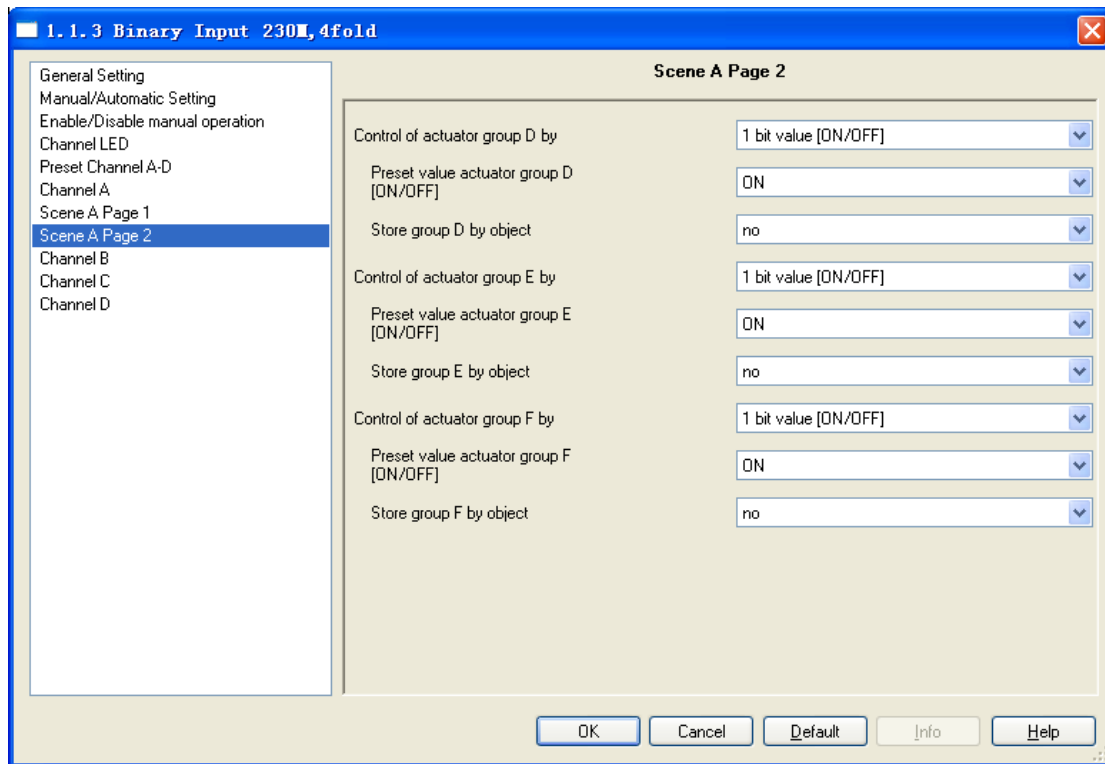 1.1.3 Binary Input 230M,4fold
General Setting
Manual/Automatic Setting
Enable/Disable manual operation
Channel LED
Preset Channel A-D
Channel A
Scene A Page 1
Scene A Page 2
Channel B
Channel C
Channel D
Scene A Page 2
Control of actuator group D by
1 bit value [ON/OFF]
Preset value actuator group D
[ON/OFF]
ON
Store group D by object
no
Control of actuator group E by
1 bit value [ON/OFF]
Preset value actuator group E
[ON/OFF]
ON
Store group E by object
no
Control of actuator group F by
1 bit value [ON/OFF]
Preset value actuator group F
[ON/OFF]
ON
Store group F by object
no
OK
Cancel
Default
Info
Help